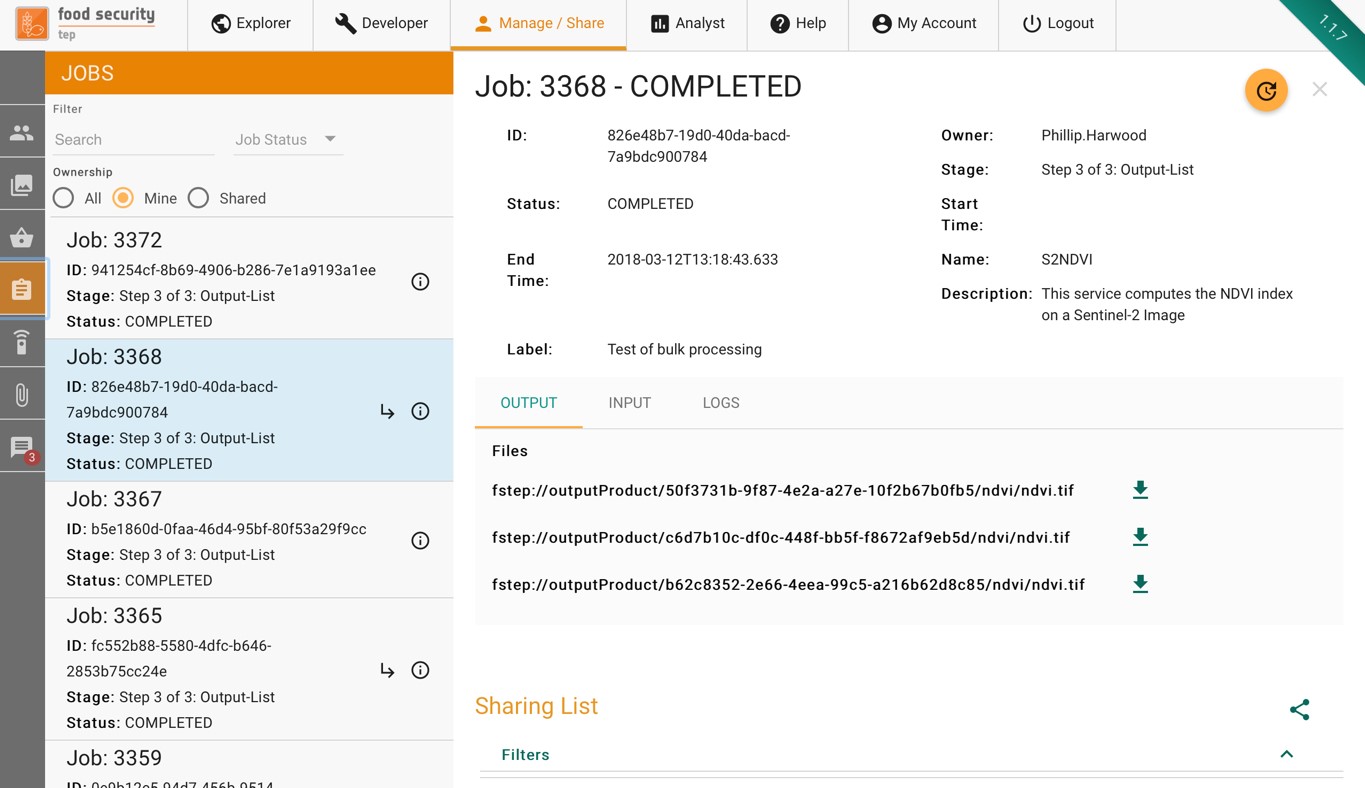 food security
tep
Explorer
Developer
Manage / Share
Analyst
Help
My Account
Logout
1.1.7
3
JOBS
Filter
Search
Job Status
Ownership
All
Mine
Shared
Job: 3372
ID: 941254cf-8b69-4906-b286-7e1a9193a1ee
Stage: Step 3 of 3: Output-List
Status: COMPLETED
Job: 3368
ID: 826e48b7-19d0-40da-bacd-
7a9bdc900784
Stage: Step 3 of 3: Output-List
Status: COMPLETED
Job: 3367
ID: b5e1860d-0faa-46d4-95bf-80f53a29f9cc
Stage: Step 3 of 3: Output-List
Status: COMPLETED
Job: 3365
ID: fc552b88-5580-4dfc-b646-
2853b75cc24e
Stage: Step 3 of 3: Output-List
Status: COMPLETED
Job: 3359
Job: 3368 - COMPLETED
ID: 826e48b7-19d0-40da-bacd-
7a9bdc900784
Owner: Phillip.Harwood
Stage: Step 3 of 3: Output-List
Status: COMPLETED
Start
Time:
End 2018-03-12T13:18:43.633
Time:
Name: S2NDVI
Description: This service computes the NDVI index
on a Sentinel-2 Image
Label: Test of bulk processing
OUTPUT
INPUT
LOGS
Files
fstep://outputProduct/50f3731b-9f87-4e2a-a27e-10f2b67b0fb5/ndvi/ndvi.tif
fstep://outputProduct/c6d7b10c-df0c-448f-bb5f-f8672af9eb5d/ndvi/ndvi.tif
fstep://outputProduct/b62c8352-2e66-4eea-99c5-a216b62d8c85/ndvi/ndvi.tif
Sharing List
Filters